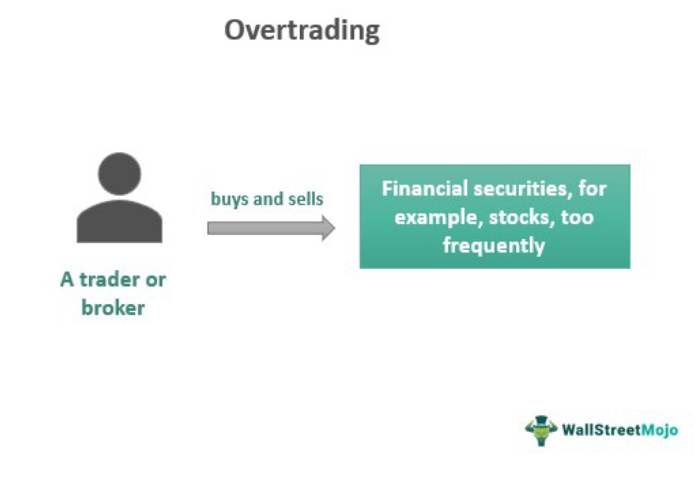 Overtrading
buys and sells
Financial securities, for
example, stocks, too
frequently
A trader or
broker
WallStreetMojo